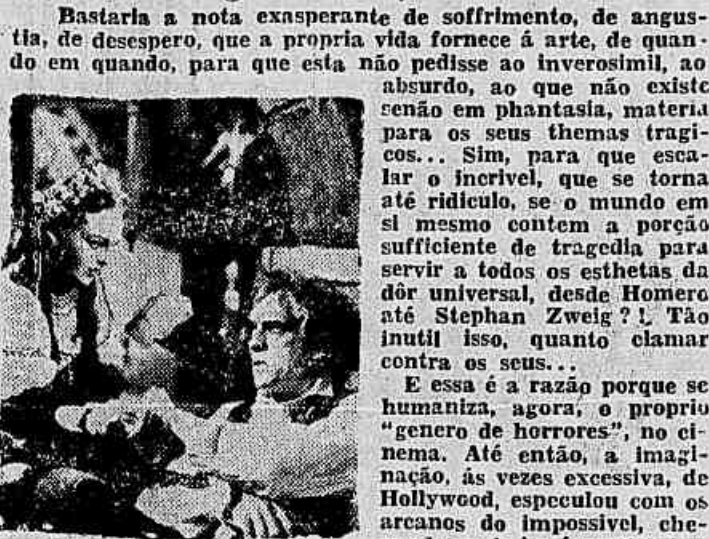 Bastaria a nota exasperante de soffrimento, de angus-
tia, de desespero, que a propria vida fornece á arte, de quan-
do em quando, para que esta não pedisse ao inverosimil, ao
absurdo, ao que não existe
senão em phantasia, materia
para os seus themas tragi-
cos... Sim, para que esca-
lar o incrivel, que se torna
até ridiculo, se o mundo em
si mesmo contem a porção
sufficiente de tragedia para
servir a todos os esthetas da
dôr universal, desde Homero
até Stephan Zweig ?!. Tão
inutil isso, quanto clamar
contra os seus...
E essa é a razão porque se
humaniza, agora, o proprio
"genero de horrores", no ci-
nema. Até então, a imagi-
nação, ás vezes excessiva, de
Hollywood, especulou com os
arcanos do impossivel, che-